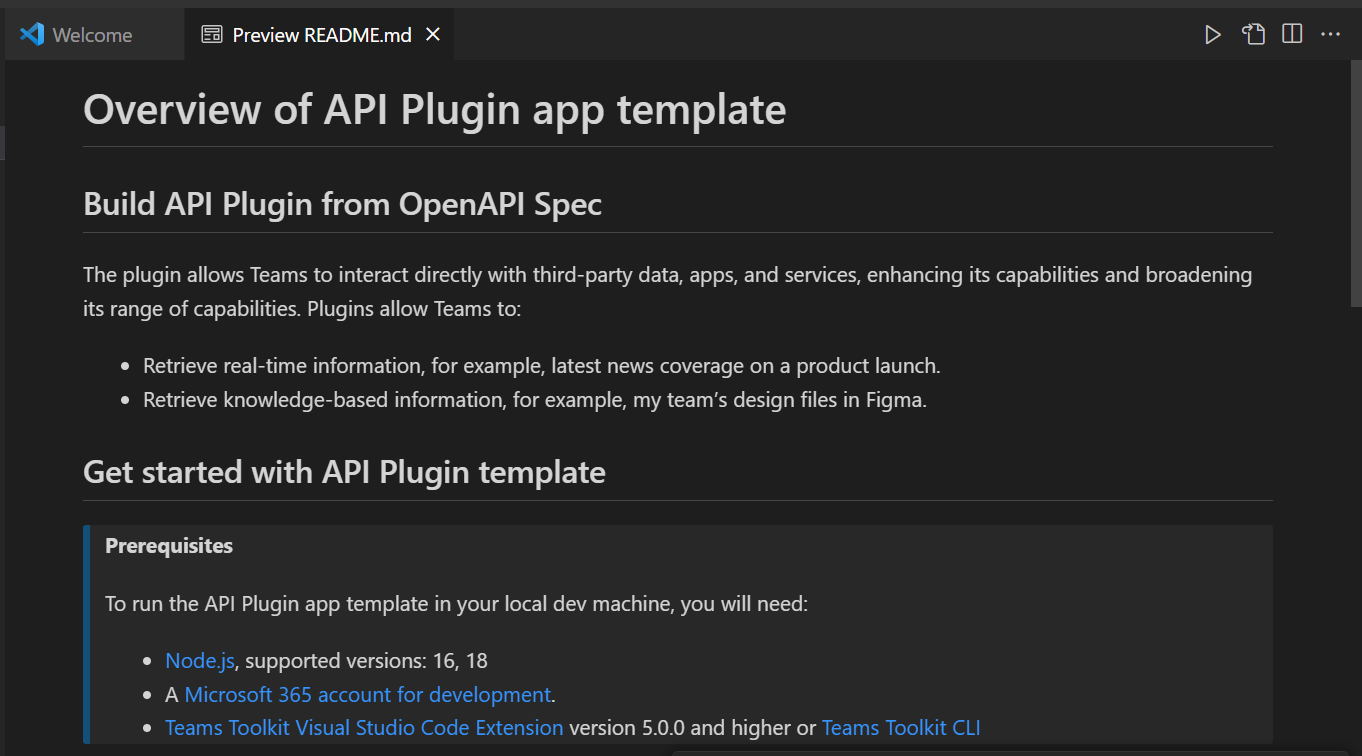 Welcome
Preview README.md
Overview of API Plugin app template
Build API Plugin from OpenAPI Spec
The plugin allows Teams to interact directly with third-party data, apps, and services, enhancing its capabilities and broadening
its range of capabilities. Plugins allow Teams to:
• Retrieve real-time information, for example, latest news coverage on a product launch.
• Retrieve knowledge-based information, for example, my team’s design files in Figma.
Get started with API Plugin template
Prerequisites
To run the API Plugin app template in your local dev machine, you will need:
• Node.js, supported versions: 16, 18
• A Microsoft 365 account for development.
• Teams Toolkit Visual Studio Code Extension version 5.0.0 and higher or Teams Toolkit CLI